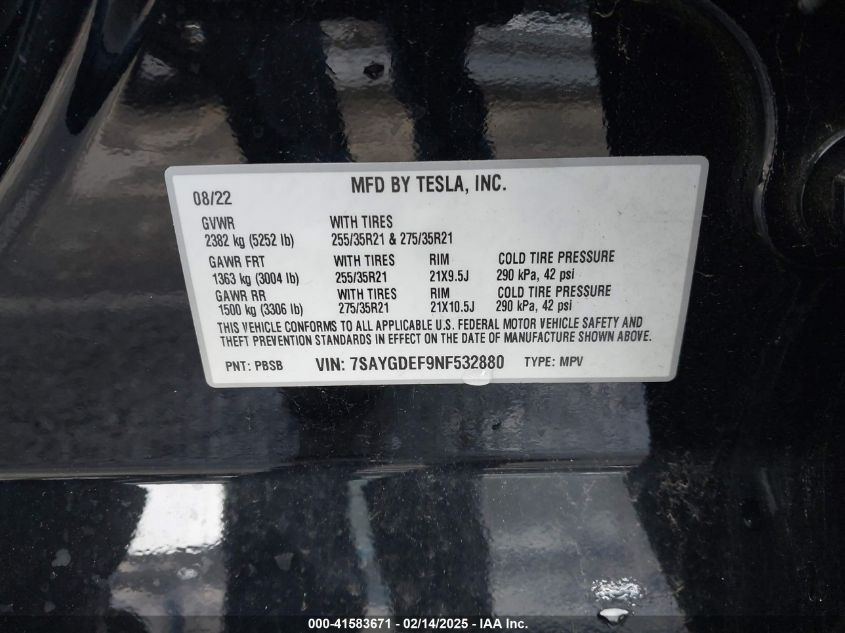 08/22 MFD BY TESLA, INC.
GVWR WITH TIRES
2382 kg (5252 lb) 255/35R21 & 275/35R21
GAWR FRT WITH TIRES RIM COLD TIRE PRESSURE
1363 kg (3004 lb) 255/35R21 21X9.5J 290 kPa, 42 psi
GAWR RR WITH TIRES RIM COLD TIRE PRESSURE
1500 kg (3306 lb) 275/35R21 21X10.5J 290 kPa, 42 psi
THIS VEHICLE CONFORMS TO ALL APPLICABLE U.S. FEDERAL MOTOR VEHICLE SAFETY AND
THEFT PREVENTION STANDARDS IN EFFECT ON THE DATE OF MANUFACTURE SHOWN ABOVE.
PNT: PBSB VIN: 7SAYGDEF9NF532880 TYPE: MPV
000-41583671 - 02/14/2025 - IAA Inc.